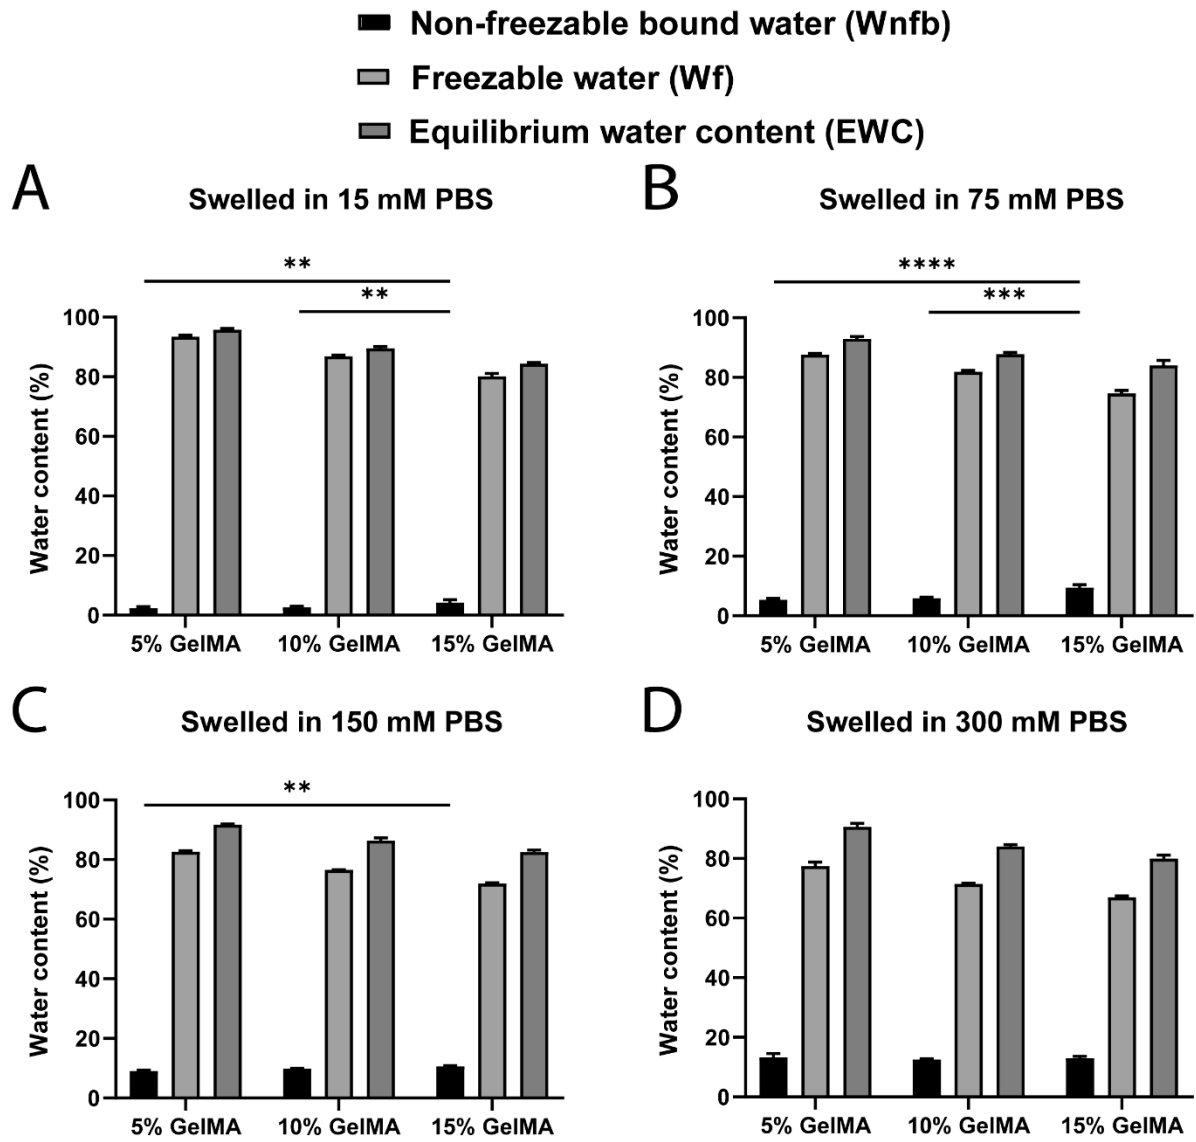 Non-freezable bound water (Wnfb)
Freezable water (Wf)
Equilibrium water content (EWC)
A
Swelled in 15 mM PBS
**
**
Water content (%)
100
80
60
40
20
0
5% GelMA 10% GelMA 15% GelMA
B
Swelled in 75 mM PBS
****
***
Water content (%)
100
80
60
40
20
0
5% GelMA 10% GelMA 15% GelMA
C
Swelled in 150 mM PBS
**
Water content (%)
100
80
60
40
20
0
5% GelMA 10% GelMA 15% GelMA
D
Swelled in 300 mM PBS
Water content (%)
100
80
60
40
20
0
5% GelMA 10% GelMA 15% GelMA